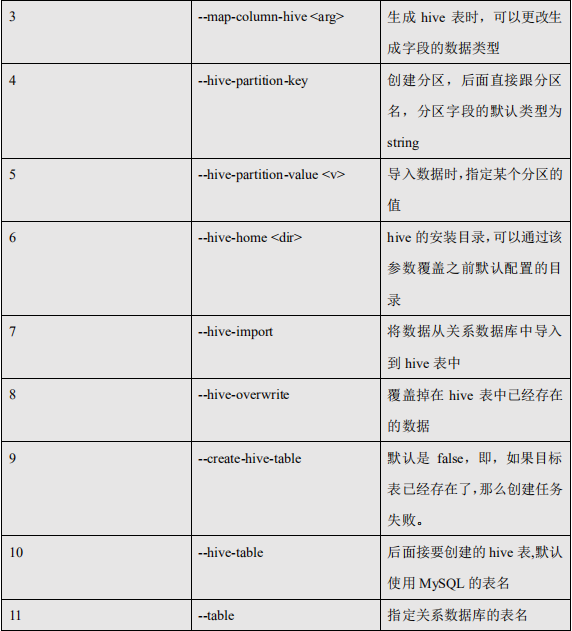 3 --map-column-hive <arg> 生成 hive 表时，可以更改生
成字段的数据类型
4 --hive-partition-key 创建分区，后面直接跟分区
名，分区字段的默认类型为
string
5 --hive-partition-value <v> 导入数据时，指定某个分区的
值
6 --hive-home <dir> hive 的安装目录，可以通过该
参数覆盖之前默认配置的目
录
7 --hive-import 将数据从关系数据库中导入
到 hive 表中
8 --hive-overwrite 覆盖掉在 hive 表中已经存在
的数据
9 --create-hive-table 默认是 false，即，如果目标
表已经存在了，那么创建任务
失败。
10 --hive-table 后面接要创建的 hive 表,默认
使用 MySQL 的表名
11 --table 指定关系数据库的表名